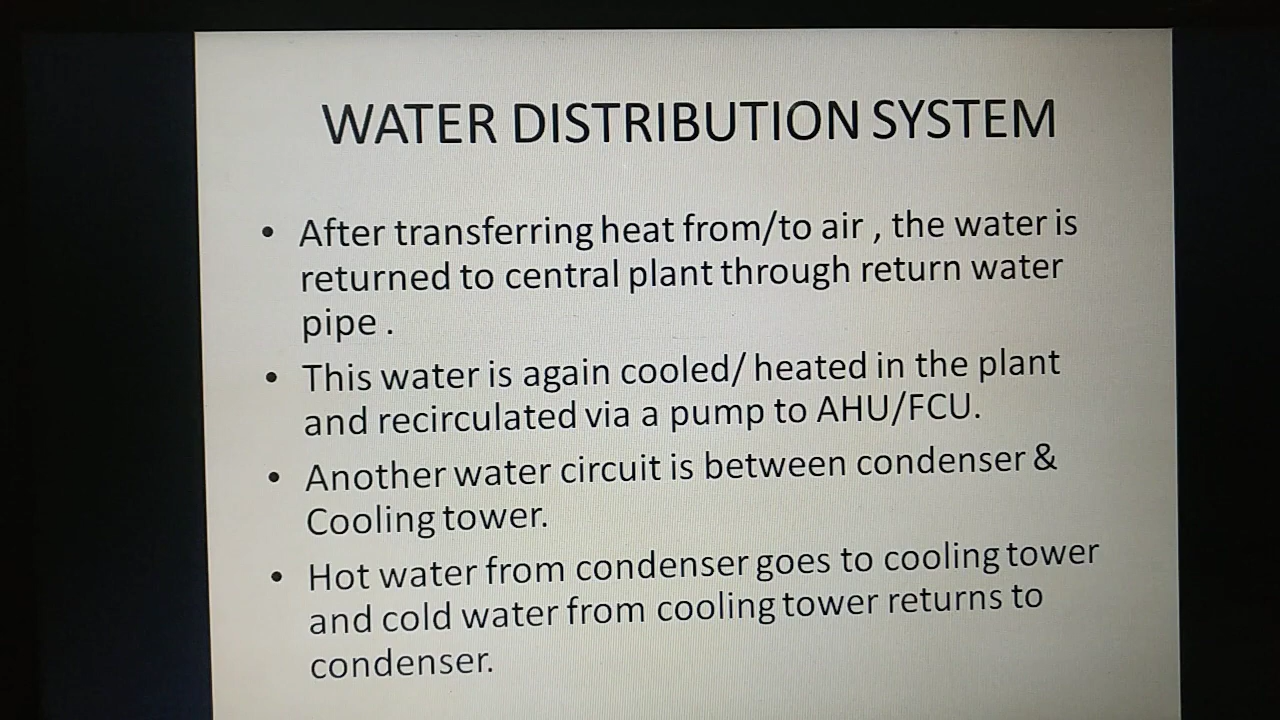 WATER DISTRIBUTION SYSTEM
• After transferring heat from/to air , the water is
returned to central plant through return water
pipe .
• This water is again cooled/ heated in the plant
and recirculated via a pump to AHU/FCU.
• Another water circuit is between condenser &
Cooling tower.
• Hot water from condenser goes to cooling tower
and cold water from cooling tower returns to
condenser.